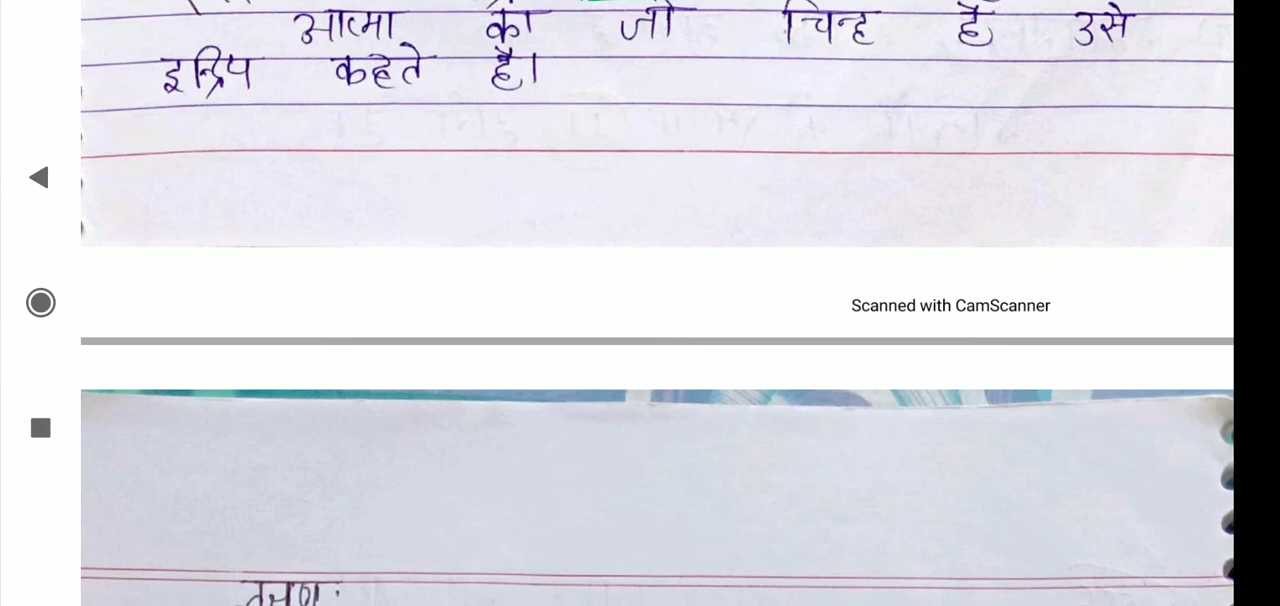 आत्मा का जो चिन्ह है उसे
इन्द्रिय कहते है।
Scanned with CamScanner